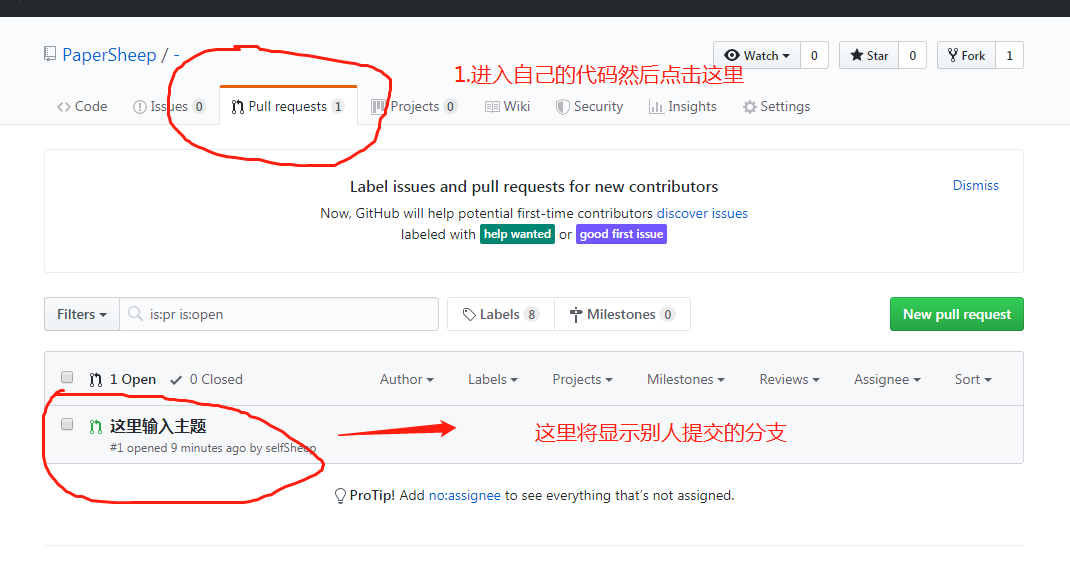 PaperSheep / -
Watch 0 Star 0 Fork 1
1.进入自己的代码然后点击这里
Code Issues 0 Pull requests 1 Projects 0 Wiki Security Insights Settings
Label issues and pull requests for new contributors
Dismiss
Now, GitHub will help potential first-time contributors discover issues
labeled with help wanted or good first issue
Filters is:pr is:open Labels 8 Milestones 0 New pull request
1 Open 0 Closed Author Labels Projects Milestones Reviews Assignee Sort
这里输入主题
#1 opened 9 minutes ago by selfSheep
这里将显示别人提交的分支
ProTip! Add no:assignee to see everything that's not assigned.